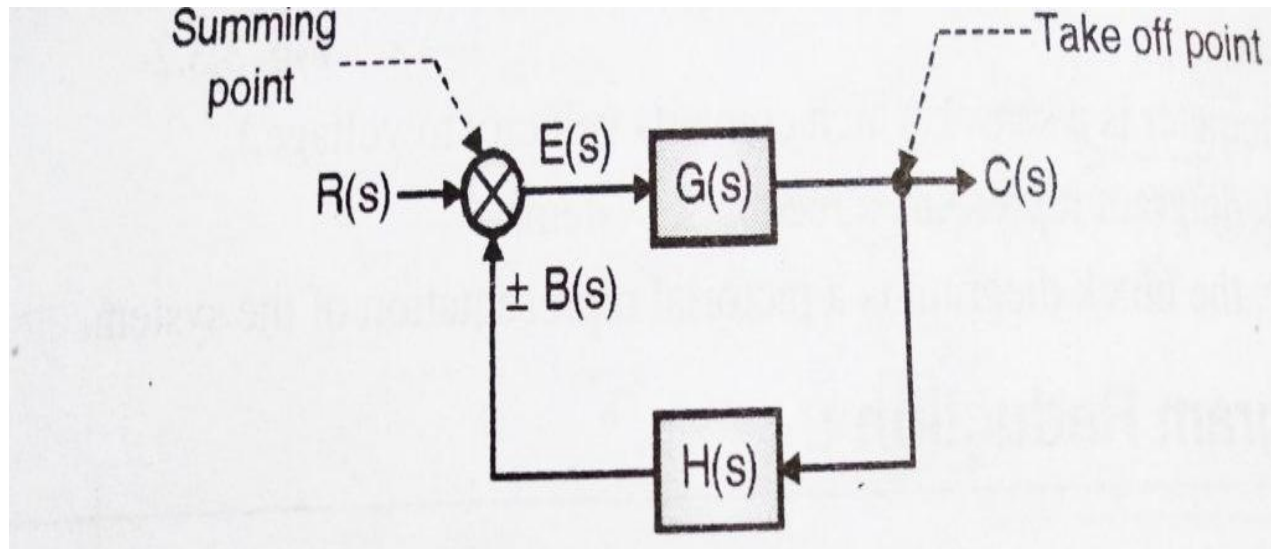 Summing
point
Take off point
R(s)
E(s)
G(s)
C(s)
± B(s)
H(s)